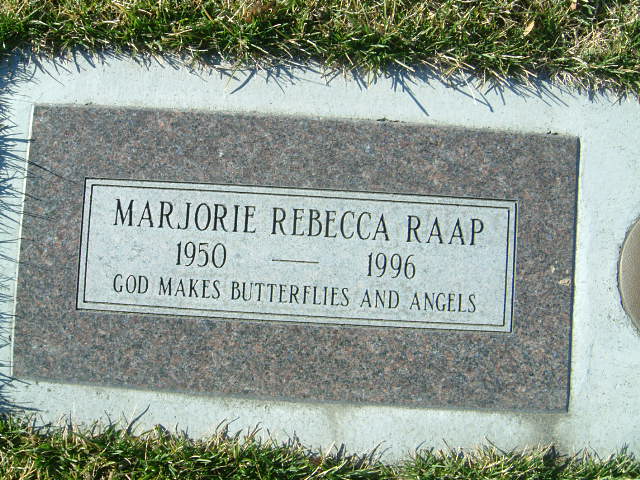 MARJORIE REBECCA RAAP
1950 — 1996
GOD MAKES BUTTERFLIES AND ANGELS